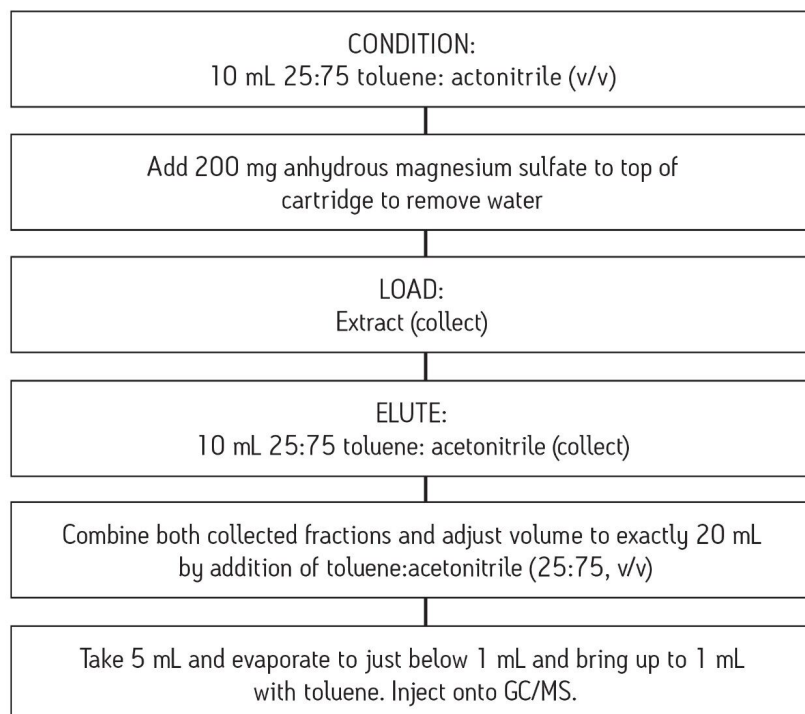 CONDITION:
10 mL 25:75 toluene: actonitrile (v/v)
Add 200 mg anhydrous magnesium sulfate to top of
cartridge to remove water
LOAD:
Extract (collect)
ELUTE:
10 mL 25:75 toluene: acetonitrile (collect)
Combine both collected fractions and adjust volume to exactly 20 mL
by addition of toluene:acetonitrile (25:75, v/v)
Take 5 mL and evaporate to just below 1 mL and bring up to 1 mL
with toluene. Inject onto GC/MS.